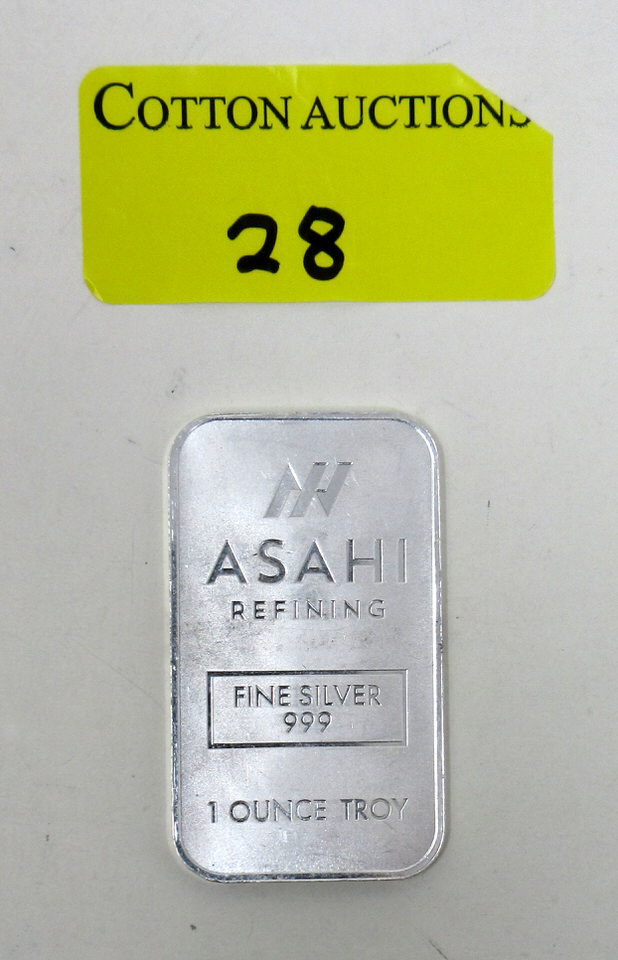 COTTON AUCTIONS
28
ASAHI
REFINING
FINE SILVER
999
1 OUNCE TROY